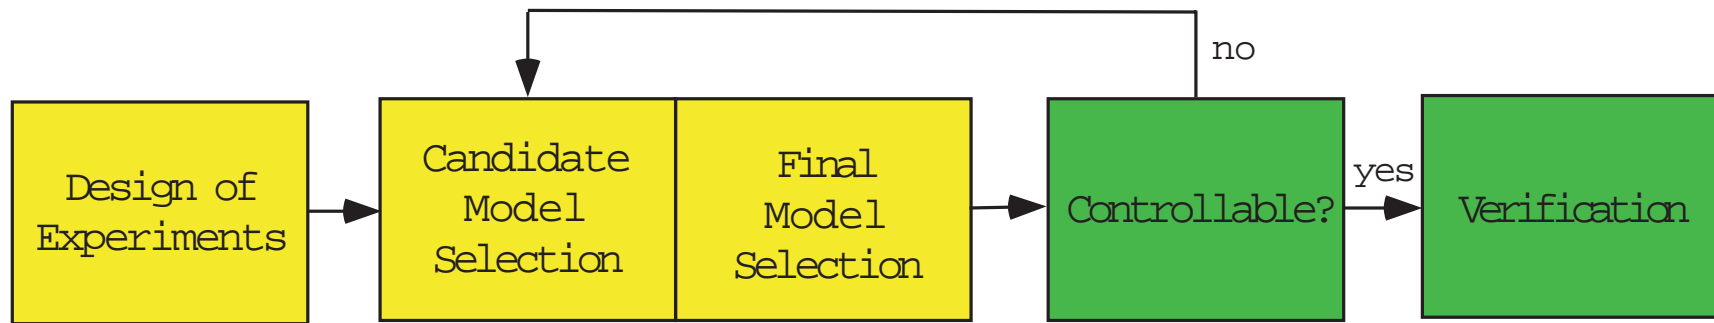 no
Design of
Experiments
Candidate
Model
Selection
Final
Model
Selection
Controllable?
yes
Verification